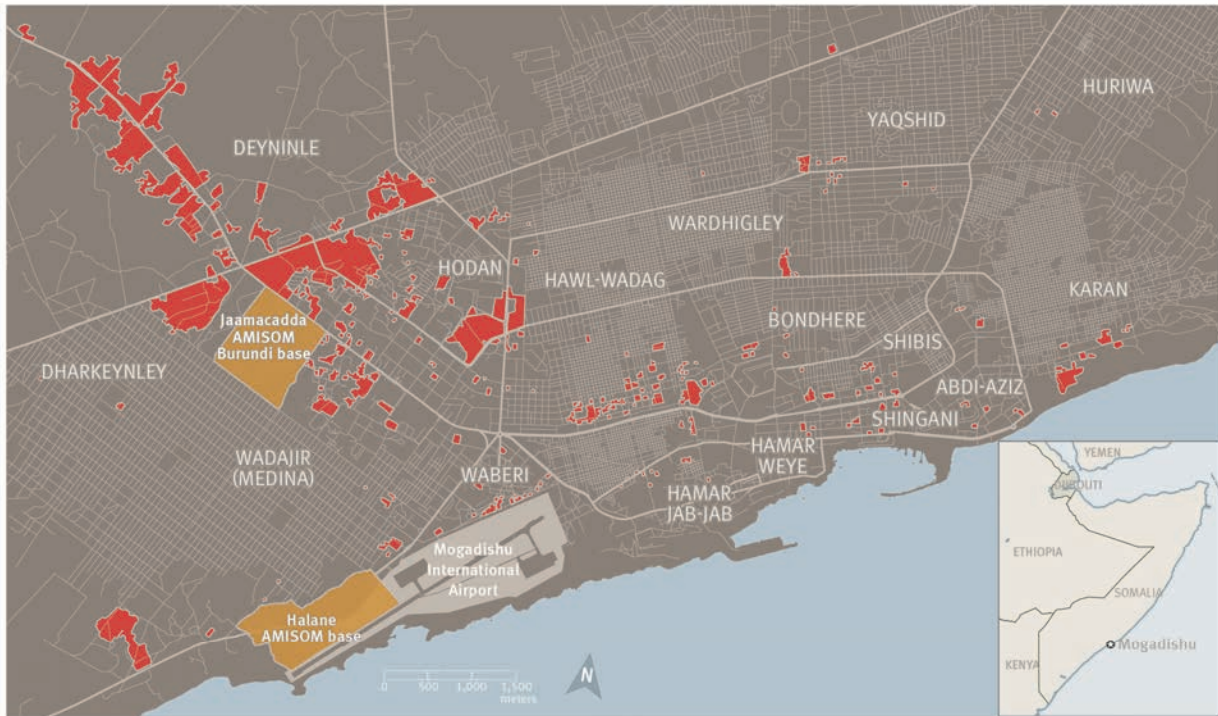 HURIWA
YAQSHID
DEYNINLE
WARDHIGLEY
HODAN
HAWL-WADAG
KARAN
BONDHERE
Jaamacadda
AMISOM
Burundi base
SHIBIS
DHARKEYNLEY
ABDI-AZIZ
SHINGANI
HAMAR
WEYE
WADAJIR
(MEDINA)
WABERI
HAMAR
JAB-JAB
Mogadishu
International
Airport
Halane
AMISOM base
0 500 1,000 1,500
meters
N
YEMEN
DJIBOUTI
ETHIOPIA
SOMALIA
Mogadishu
KENYA